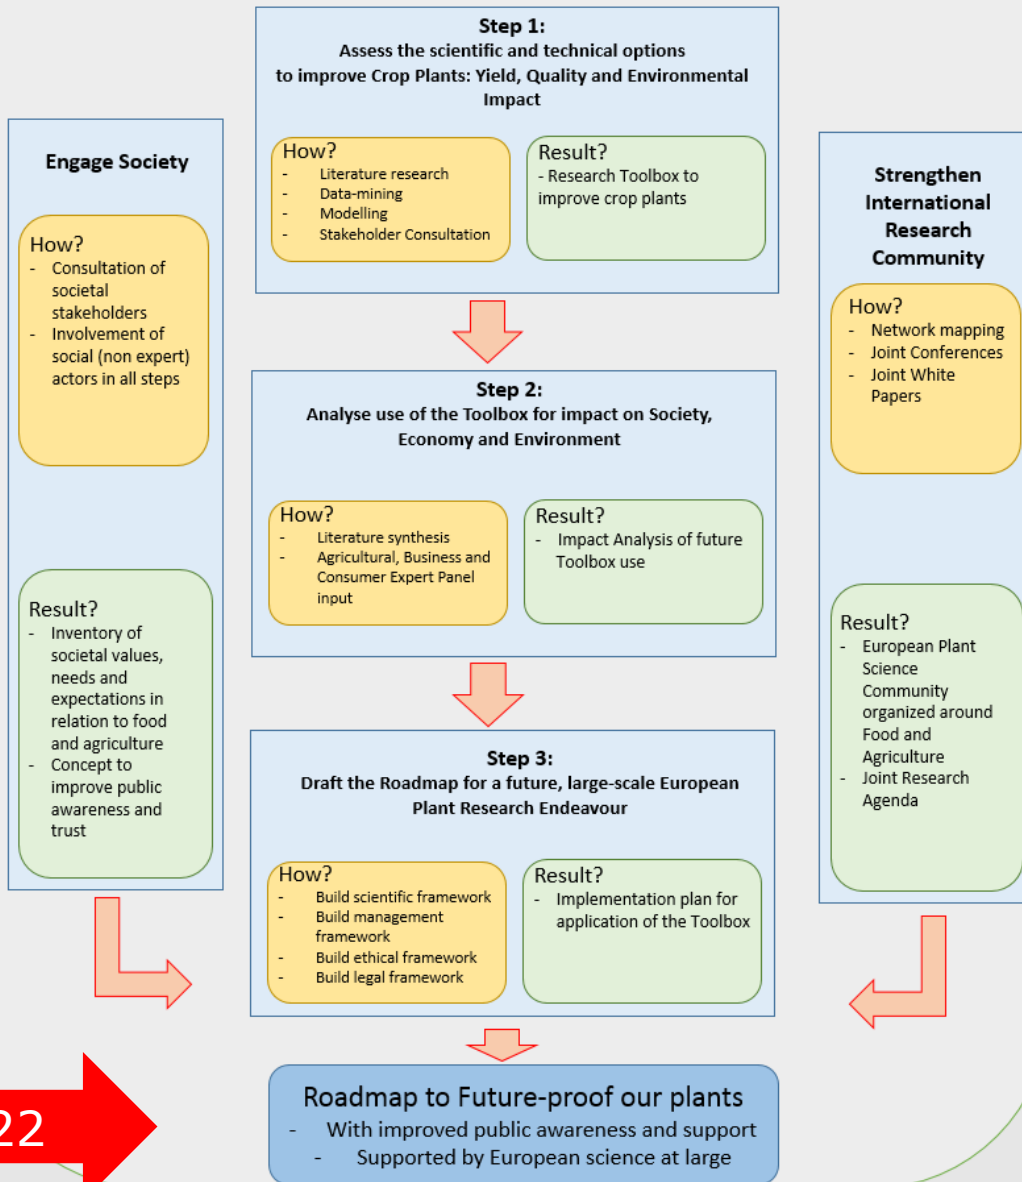 Step 1:
Assess the scientific and technical options
to improve Crop Plants: Yield, Quality and Environmental
Impact
How?
- Literature research
- Data-mining
- Modelling
- Stakeholder Consultation
Result?
- Research Toolbox to
improve crop plants
Engage Society
How?
- Consultation of
societal
stakeholders
- Involvement of
social (non expert)
actors in all steps
Result?
- Inventory of
societal values,
needs and
expectations in
relation to food
and agriculture
- Concept to
improve public
awareness and
trust
Step 2:
Analyse use of the Toolbox for impact on Society,
Economy and Environment
How?
- Literature synthesis
- Agricultural, Business and
Consumer Expert Panel
input
Result?
- Impact Analysis of future
Toolbox use
Step 3:
Draft the Roadmap for a future, large-scale European
Plant Research Endeavour
How?
- Build scientific framework
- Build management
framework
- Build ethical framework
- Build legal framework
Result?
- Implementation plan for
application of the Toolbox
Strengthen
International
Research
Community
How?
- Network mapping
- Joint Conferences
- Joint White
Papers
Result?
- European Plant
Science
Community
organized around
Food and
Agriculture
- Joint Research
Agenda
22
Roadmap to Future-proof our plants
- With improved public awareness and support
- Supported by European science at large